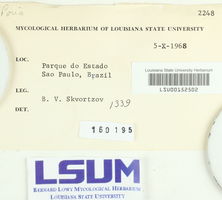 Poria
2248
MYCOLOGICAL HERBARIUM OF LOUISIANA STATE UNIVERSITY
5-X-1968
LOC.
Parque do Estado
Sao Paulo, Brazil
Louisiana State University Herbarium
LSU00152502
LEG.
B. V. Skvortzov
1339
160195
LSUM
BERNARD LOWY MYCOLOGICAL HERBARIUM
LOUISIANA STATE UNIVERSITY